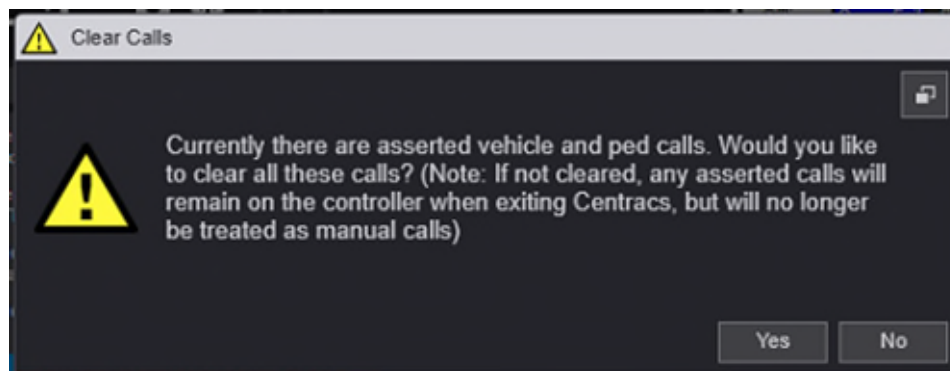 Clear Calls
Currently there are asserted vehicle and ped calls. Would you like
to clear all these calls? (Note: If not cleared, any asserted calls will
remain on the controller when exiting Centracs, but will no longer
be treated as manual calls)
Yes
No